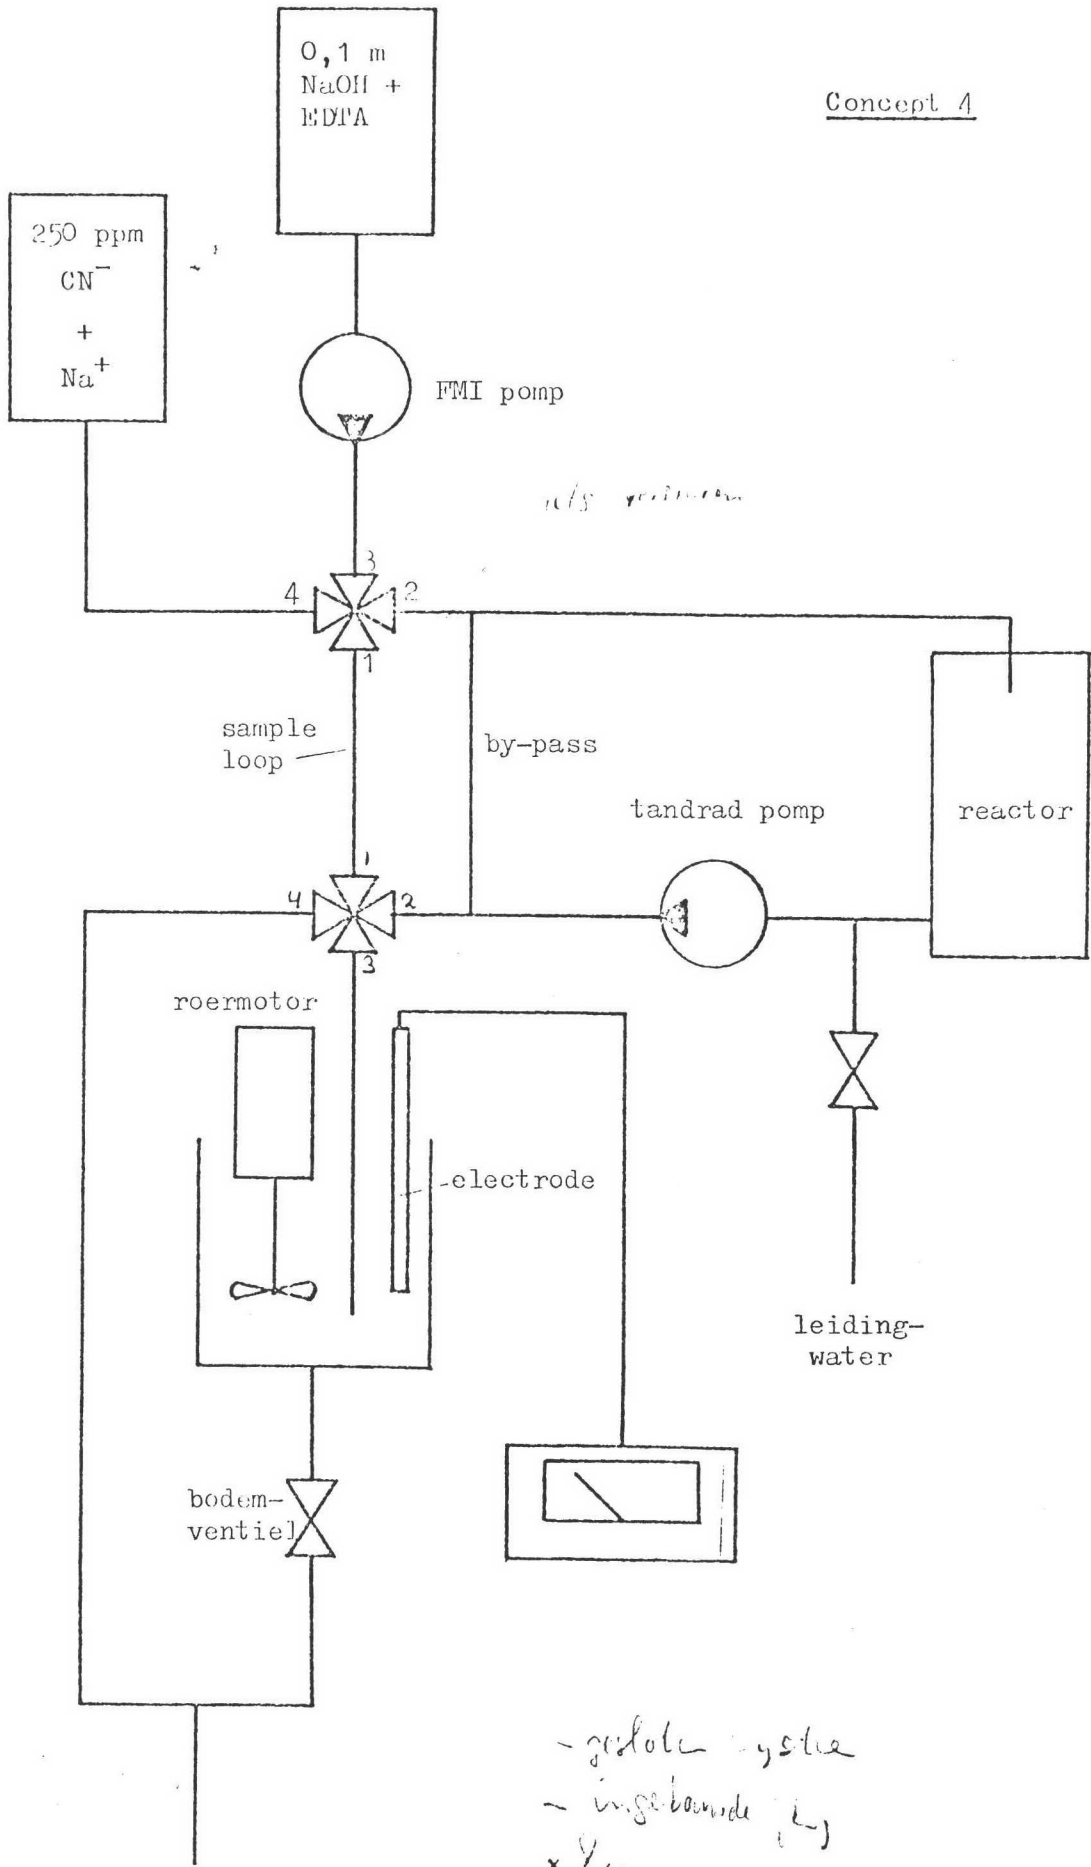 0,1 m
NaOH +
EDTA
Concept 4
250 ppm
CN⁻
+
Na⁺
FMI pomp
3
4
2
1
sample
loop
by-pass
tandrad pomp
reactor
1
4
2
3
roermotor
electrode
leiding-
water
bodem-
ventiel
- gesloten
- ingebouwde